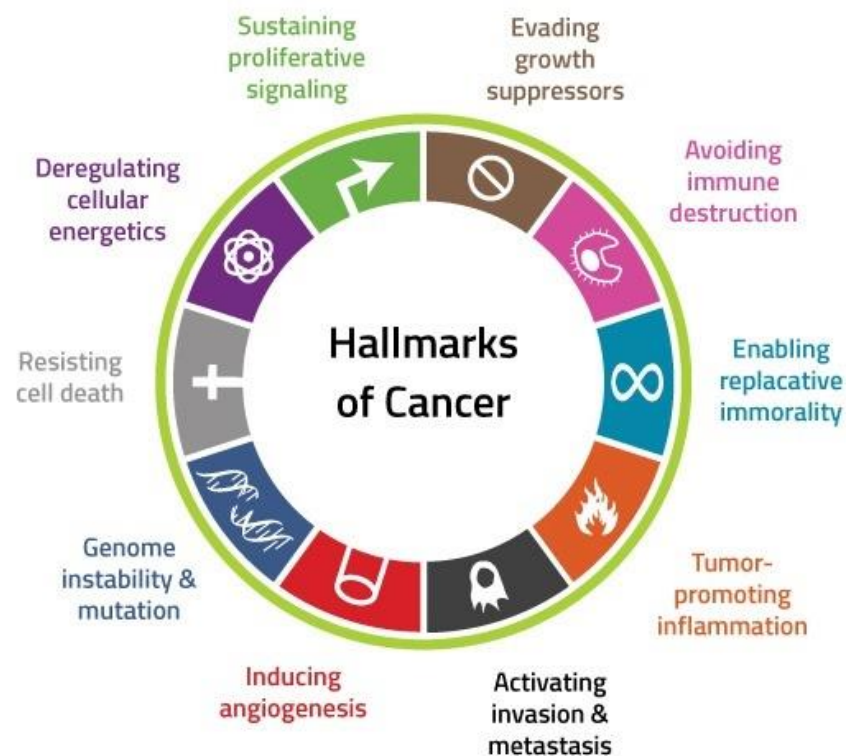 Sustaining
proliferative
signaling
Evading
growth
suppressors
Avoiding
immune
destruction
Enabling
replacative
immorality
Tumor-
promoting
inflammation
Activating
invasion &
metastasis
Inducing
angiogenesis
Genome
instability &
mutation
Resisting
cell death
Deregulating
cellular
energetics
Hallmarks
of Cancer